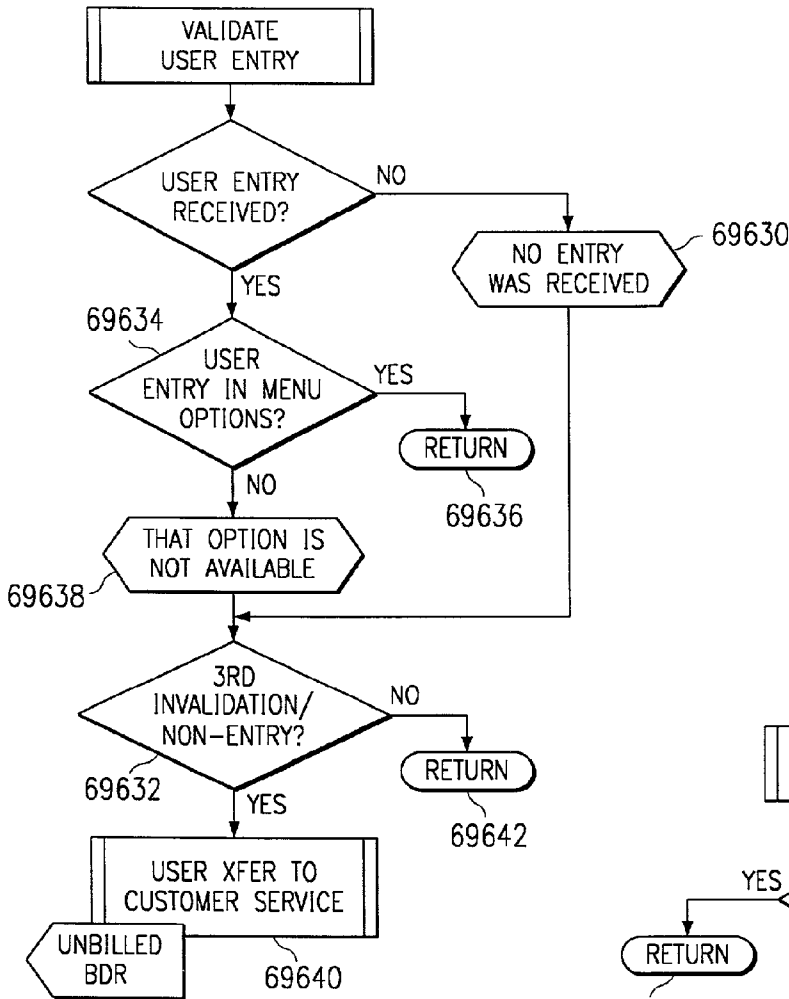 VALIDATE
USER ENTRY
USER ENTRY
RECEIVED?
NO
NO ENTRY
WAS RECEIVED
69630
YES
69634
USER
ENTRY IN MENU
OPTIONS?
YES
RETURN
69636
NO
THAT OPTION IS
NOT AVAILABLE
69638
3RD
INVALIDATION/
NON-ENTRY?
NO
69632
RETURN
69642
YES
USER XFER TO
CUSTOMER SERVICE
UNBILLED
BDR
69640
YES
RETURN